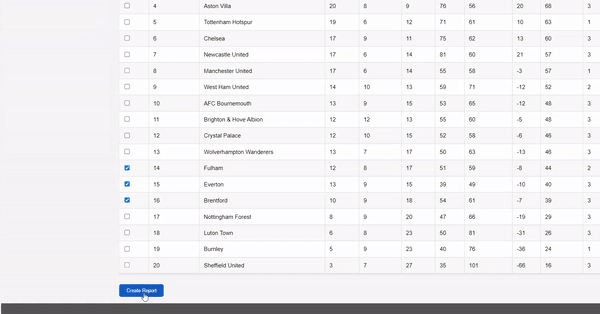 4 Aston Villa 20 8 9 76 56 20 68 3
5 Tottenham Hotspur 19 6 12 71 61 10 63 1
6 Chelsea 17 9 11 75 62 13 60 3
7 Newcastle United 17 6 14 81 60 21 57 3
8 Manchester United 17 6 14 55 58 -3 57 1
9 West Ham United 14 10 13 59 71 -12 52 2
10 AFC Bournemouth 13 9 15 53 65 -12 48 3
11 Brighton & Hove Albion 12 12 13 55 60 -5 48 3
12 Crystal Palace 12 10 15 52 58 -6 46 3
13 Wolverhampton Wanderers 13 7 17 50 63 -13 46 3
14 Fulham 12 8 17 51 59 -8 44 2
15 Everton 13 9 15 39 49 -10 40 3
16 Brentford 10 9 18 54 61 -7 39 3
17 Nottingham Forest 8 9 20 47 66 -19 29 3
18 Luton Town 6 8 23 50 81 -31 26 3
19 Burnley 5 9 23 40 76 -36 24 1
20 Sheffield United 3 7 27 35 101 -66 16 3
Create Report